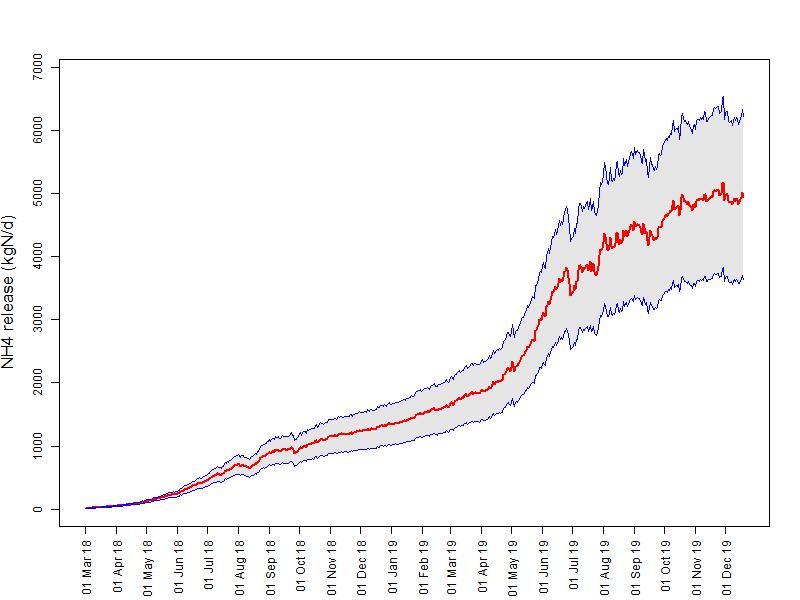 NH4 release (kgN/d)
7000
6000
5000
4000
3000
2000
1000
0
01 Mar 18
01 Apr 18
01 May 18
01 Jun 18
01 Jul 18
01 Aug 18
01 Sep 18
01 Oct 18
01 Nov 18
01 Dec 18
01 Jan 19
01 Feb 19
01 Mar 19
01 Apr 19
01 May 19
01 Jun 19
01 Jul 19
01 Aug 19
01 Sep 19
01 Oct 19
01 Nov 19
01 Dec 19